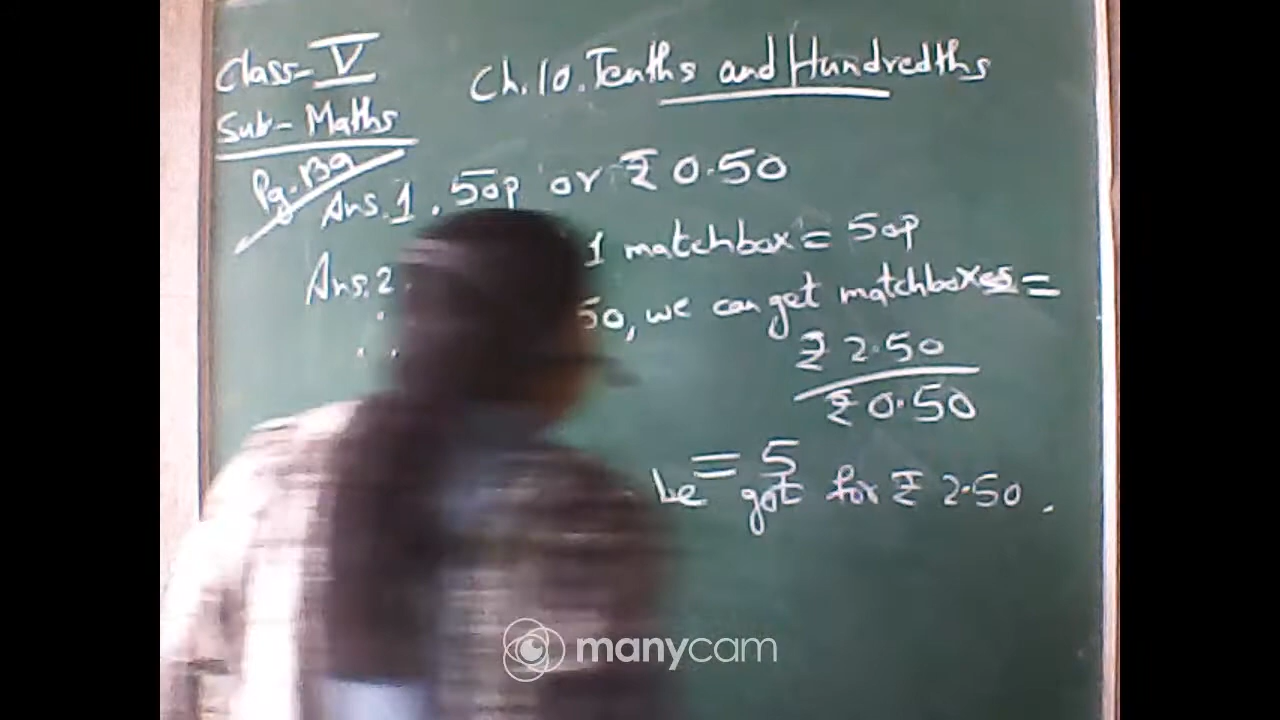 Class-V
Ch.10. Tenths and Hundredths
Sub- Maths
Pg-139
Ans.1. 50p or ₹ 0.50
Ans.2. 1 matchbox = 50p
50, we can get matchboxes =
₹ 2.50
₹ 0.50
= 5
be got for ₹ 2.50.
manycam